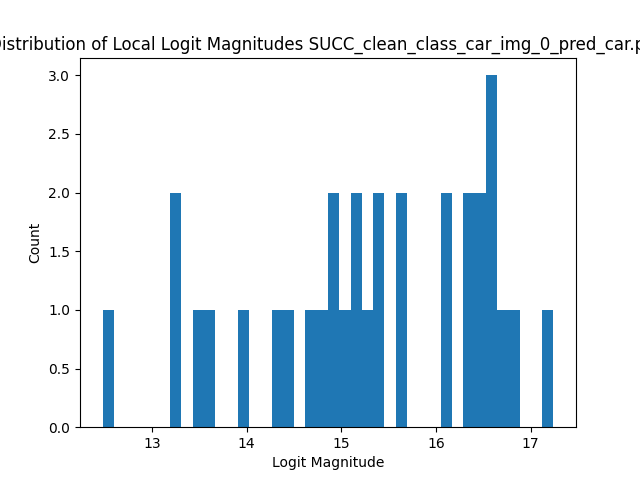 istribution of Local Logit Magnitudes SUCC_clean_class_car_img_0_pred_car.p
3.0
2.5
2.0
1.5
1.0
0.5
0.0
Count
13 14 15 16 17
Logit Magnitude